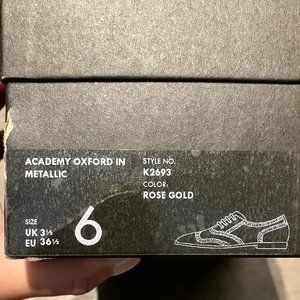 ACADEMY OXFORD IN
METALLIC
STYLE NO.
K2693
COLOR:
ROSE GOLD
SIZE
UK 3½
EU 36½
6